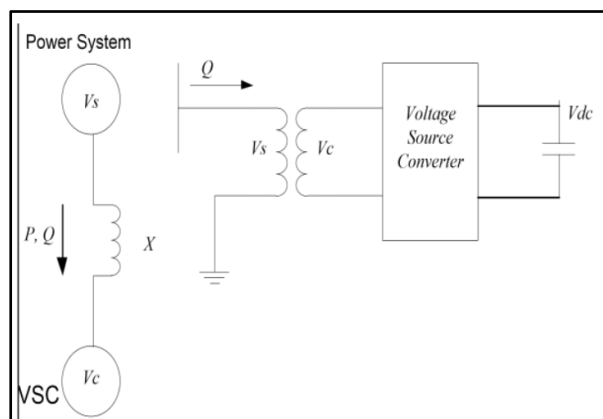 Power System
Vs
P, Q
X
Vc
VSC
Q
Vs
Vc
Voltage
Source
Converter
Vdc